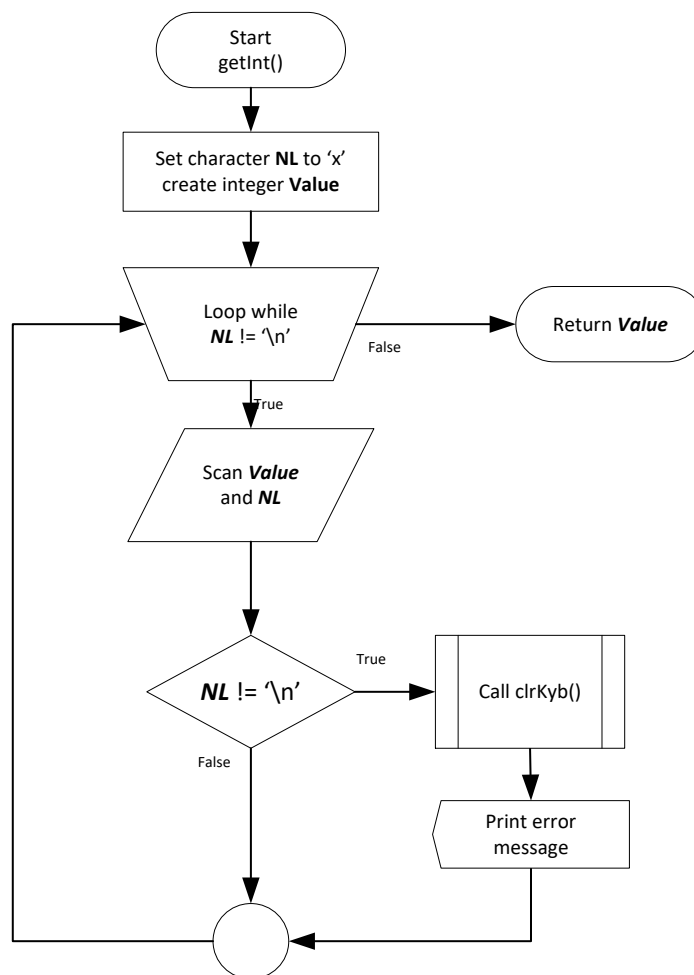 Start
getInt()
Set character NL to ‘x’
create integer Value
Loop while
NL != ‘\n’
False
Return Value
True
Scan Value
and NL
NL != ‘\n’
True
Call clrKyb()
False
Print error
message